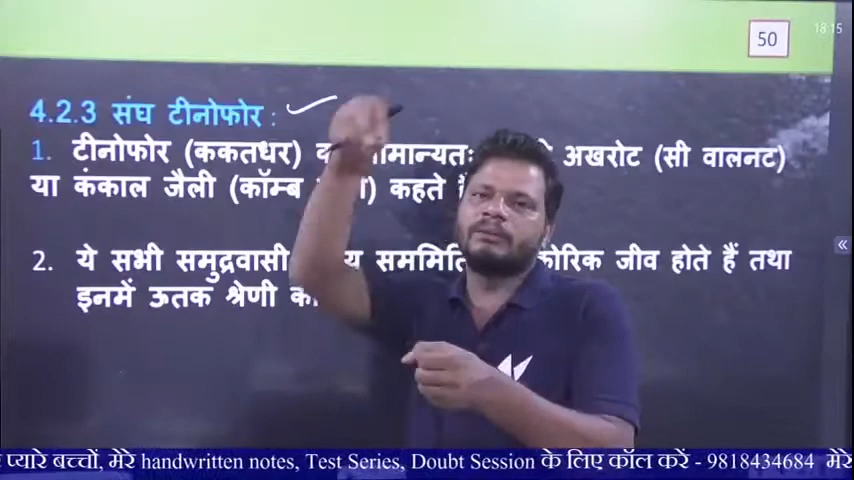 18:15
50
4.2.3 संघ टीनोफोर :
1. टीनोफोर (ककतधर) सामान्यतः अखरोट (सी वालनट)
या कंकाल जैली (कॉम्ब कहते
2. ये सभी समुद्रवासी सममिति जीव होते हैं तथा
इनमें ऊतक श्रेणी
प्यारे बच्चों, मेरे handwritten notes, Test Series, Doubt Session के लिए कॉल करें - 9818434684 मेरे